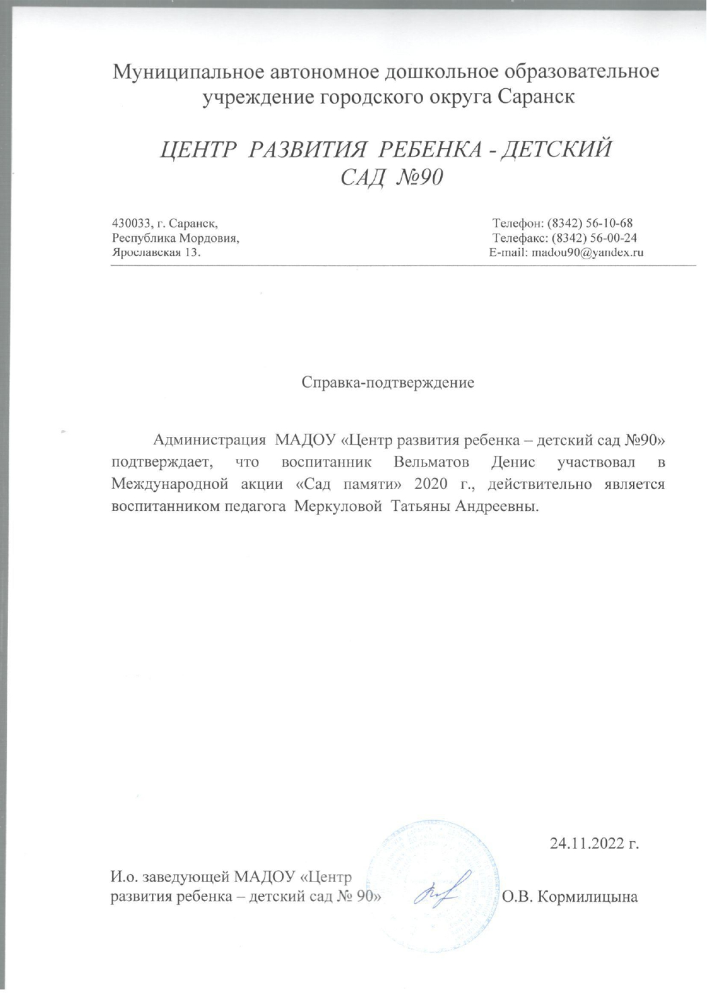 Муниципальное автономное дошкольное образовательное
учреждение городского округа Саранск
ЦЕНТР РАЗВИТИЯ РЕБЕНКА - ДЕТСКИЙ
САД №90
430033, г. Саранск,
Республика Мордовия,
Ярославская 13.
Телефон: (8342) 56-10-68
Телефакс: (8342) 56-00-24
E-mail: madou90@yandex.ru
Справка-подтверждение
Администрация МАДОУ «Центр развития ребенка – детский сад №90»
подтверждает, что воспитанник Вельматов Денис участвовал в
Международной акции «Сад памяти» 2020 г., действительно является
воспитанником педагога Меркуловой Татьяны Андреевны.
24.11.2022 г.
И.о. заведующей МАДОУ «Центр
развития ребенка – детский сад № 90»
О.В. Кормилицына